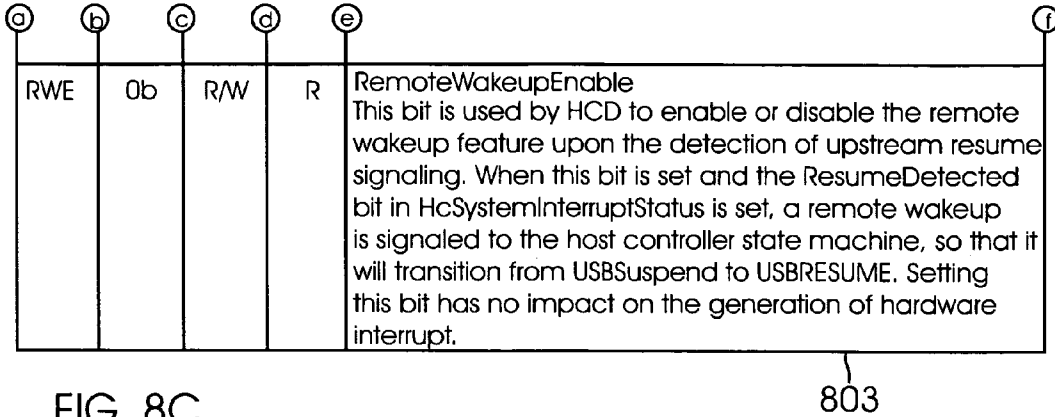 a b c d e f
RWE 0b R/W R RemoteWakeupEnable
This bit is used by HCD to enable or disable the remote
wakeup feature upon the detection of upstream resume
signaling. When this bit is set and the ResumeDetected
bit in HcSystemInterruptStatus is set, a remote wakeup
is signaled to the host controller state machine, so that it
will transition from USBSuspend to USBRESUME. Setting
this bit has no impact on the generation of hardware
interrupt.
803
FIG. 8C